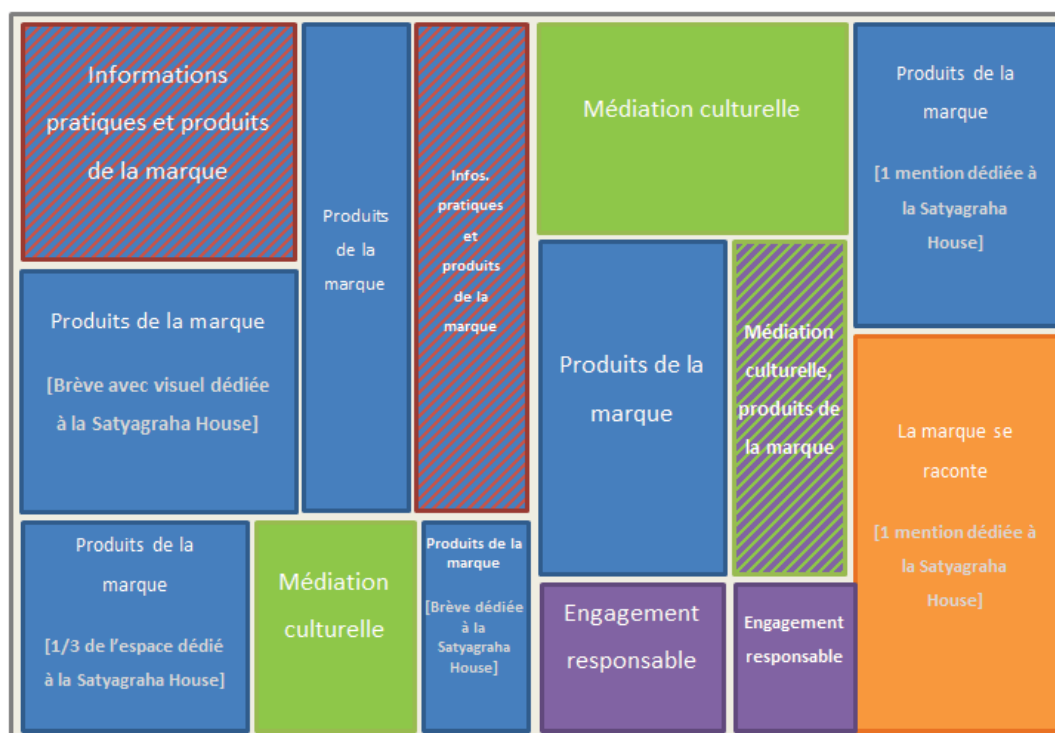 Informations
pratiques et produits
de la marque
Produits de la marque
[Brève avec visuel dédiée
à la Satyagraha House]
Produits
de la
marque
Infos.
pratiques
et
produits
de la
marque
Produits de la
marque
[1/3 de l'espace dédié
à la Satyagraha House]
Médiation
culturelle
Produits de la
marque
[Brève dédiée
à la
Satyagraha
House]
Médiation culturelle
Produits de la
marque
Médiation
culturelle,
produits de
la marque
Engagement
responsable
Engagement
responsable
Produits de la
marque
[1 mention dédiée à
la Satyagraha
House]
La marque se
raconte
[1 mention dédiée à
la Satyagraha
House]